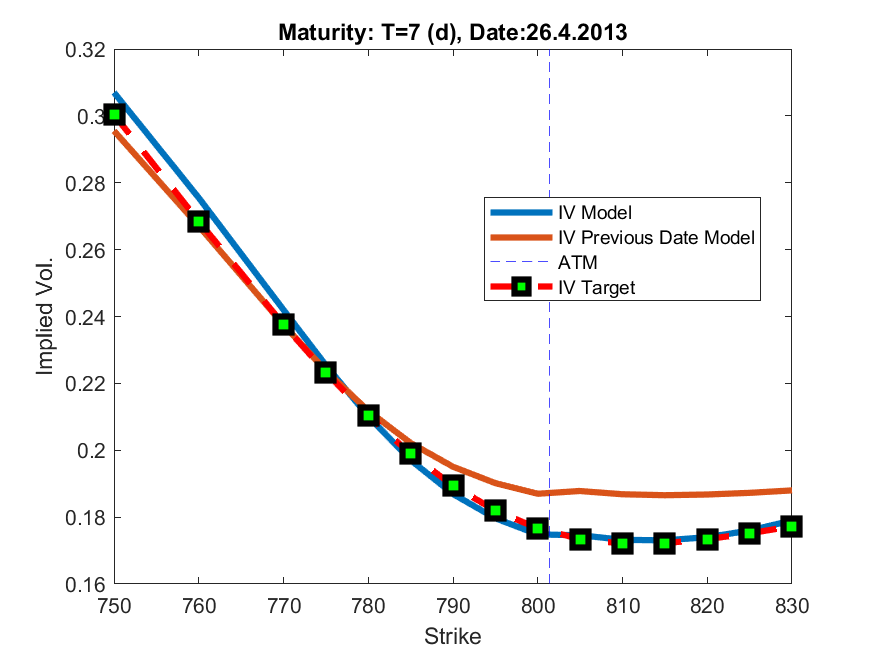 Maturity: T=7 (d), Date:26.4.2013
0.32
0.3
0.28
0.26
0.24
0.22
0.2
0.18
0.16
Implied Vol.
IV Model
IV Previous Date Model
ATM
IV Target
750 760 770 780 790 800 810 820 830
Strike